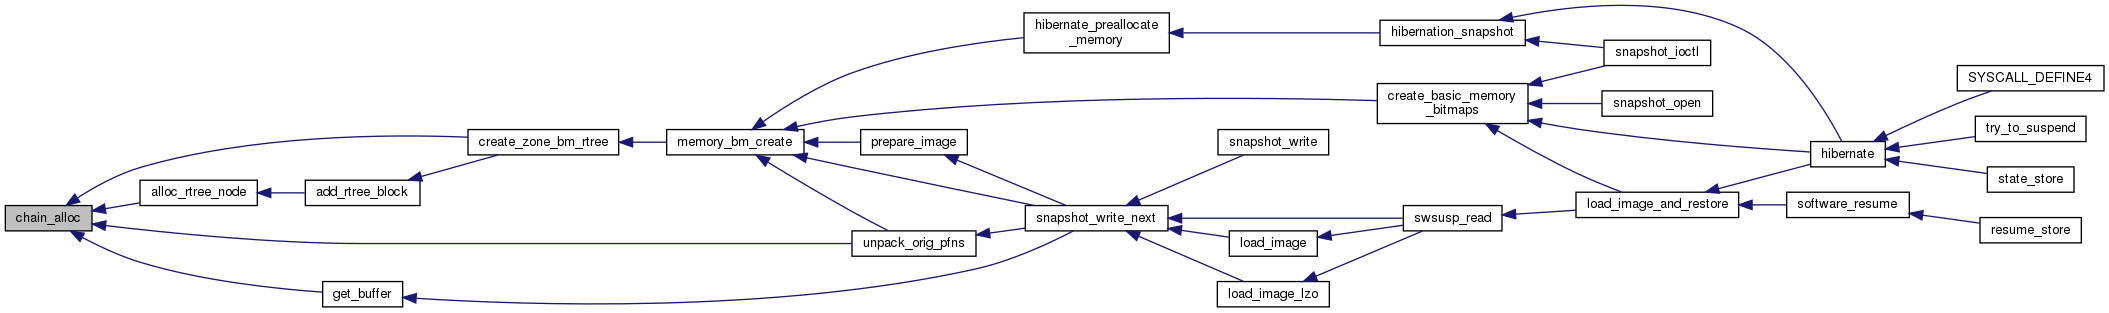 hibernate_preallocate
_memory
hibernation_snapshot
snapshot_ioctl
SYSCALL_DEFINE4
create_basic_memory
_bitmaps
snapshot_open
try_to_suspend
create_zone_bm_rtree
memory_bm_create
prepare_image
snapshot_write
hibernate
alloc_rtree_node
add_rtree_block
state_store
chain_alloc
snapshot_write_next
swsusp_read
load_image_and_restore
software_resume
unpack_orig_pfns
load_image
resume_store
get_buffer
load_image_lzo